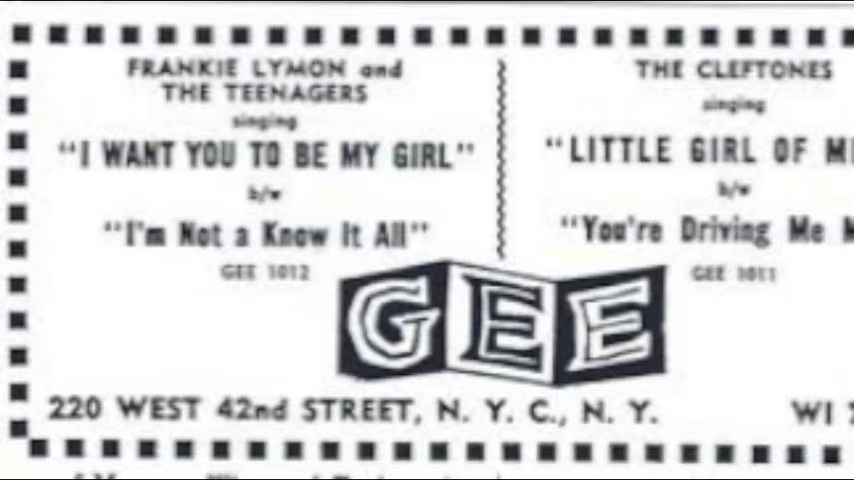 FRANKIE LYMON and
THE TEENAGERS
singing
"I WANT YOU TO BE MY GIRL"
b/w
"I'm Not a Know It All"
GEE 1012
THE CLEFTONES
singing
"LITTLE GIRL OF
b/w
"You're Driving Me
GEE 1011
GEE
220 WEST 42nd STREET, N. Y. C., N. Y.
WI